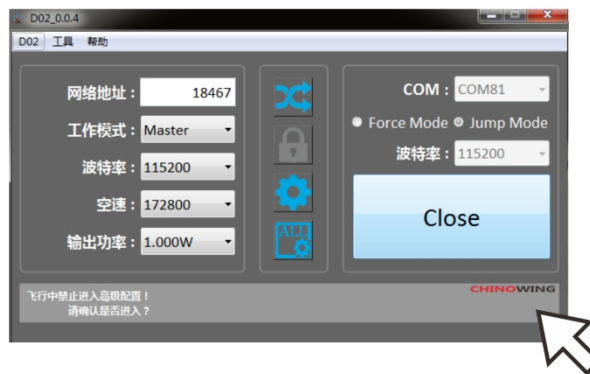 D02_0.0.4
D02 工具 帮助
网络地址： 18467
工作模式： Master
波特率： 115200
空速： 172800
输出功率： 1.000W
ALL
COM： COM81
Force Mode Jump Mode
波特率： 115200
Close
飞行中禁止进入高级配置！
请确认是否进入？
CHINOWING